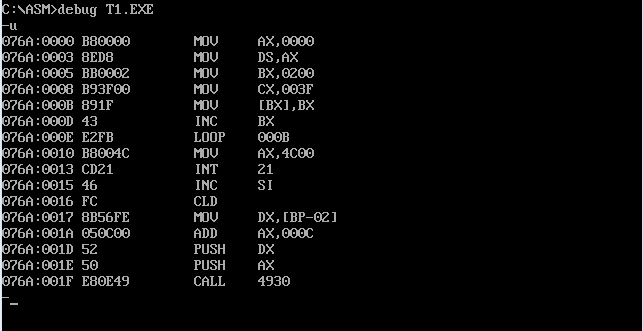 C:\ASM>debug T1.EXE
-u
076A:0000 B80000 MOV AX,0000
076A:0003 8ED8 MOV DS,AX
076A:0005 BB0002 MOV BX,0200
076A:0008 B93F00 MOV CX,003F
076A:000B 891F MOV [BX],BX
076A:000D 43 INC BX
076A:000E E2FB LOOP 000B
076A:0010 B8004C MOV AX,4C00
076A:0013 CD21 INT 21
076A:0015 46 INC SI
076A:0016 FC CLD
076A:0017 8B56FE MOV DX,[BP-02]
076A:001A 050C00 ADD AX,000C
076A:001D 52 PUSH DX
076A:001E 50 PUSH AX
076A:001F E80E49 CALL 4930
-_